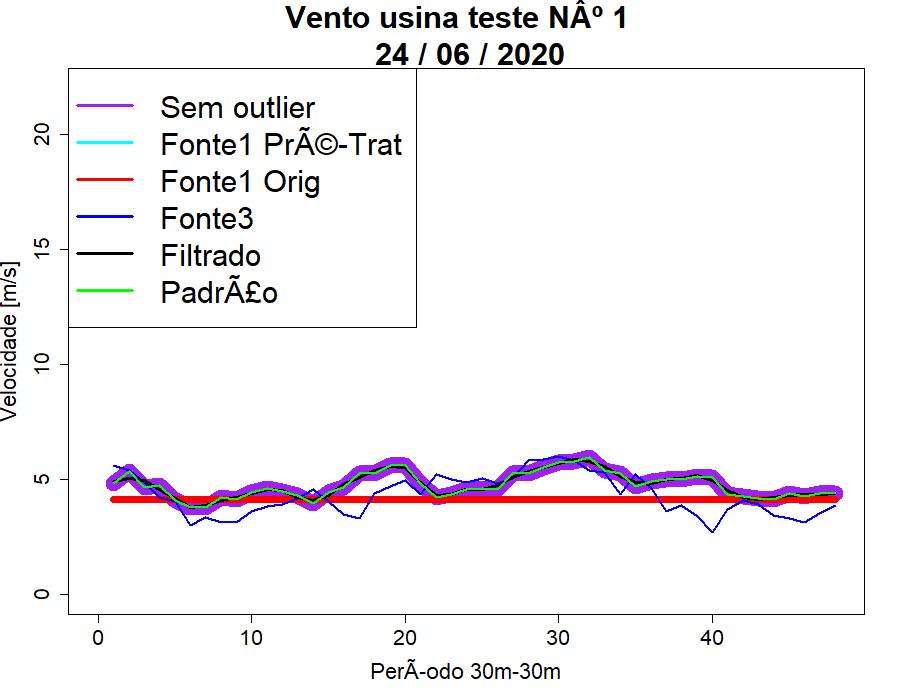 Vento usina teste NÂº 1
24 / 06 / 2020
Sem outlier
Fonte1 PrÃ©-Trat
Fonte1 Orig
Fonte3
Filtrado
PadrÃ£o
Velocidade [m/s]
20
15
10
5
0
0 10 20 30 40
PerÃ-odo 30m-30m